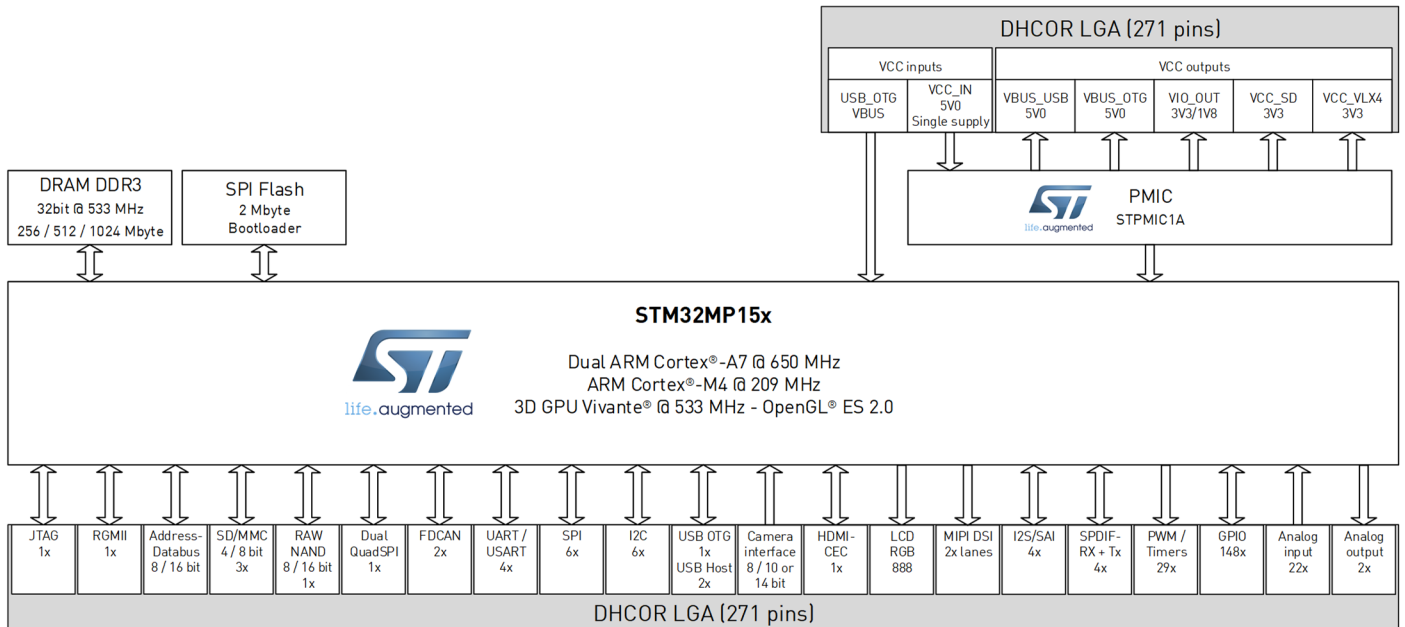 DHCOR LGA (271 pins)
VCC inputs
VCC outputs
USB_OTG
VBUS
VCC_IN
5V0
Single supply
VBUS_USB
5V0
VBUS_OTG
5V0
VIO_OUT
3V3/1V8
VCC_SD
3V3
VCC_VLX4
3V3
DRAM DDR3
32bit @ 533 MHz
256 / 512 / 1024 Mbyte
SPI Flash
2 Mbyte
Bootloader
ST
life.augmented
PMIC
STPMIC1A
STM32MP15x
ST
life.augmented
Dual ARM Cortex®-A7 @ 650 MHz
ARM Cortex®-M4 @ 209 MHz
3D GPU Vivante® @ 533 MHz - OpenGL® ES 2.0
JTAG
1x
RGMII
1x
Address-
Databus
8 / 16 bit
SD/MMC
4 / 8 bit
3x
RAW
NAND
8 / 16 bit
1x
Dual
QuadSPI
1x
FDCAN
2x
UART /
USART
4x
SPI
6x
I2C
6x
USB OTG
1x
USB Host
2x
Camera
interface
8 / 10 or
14 bit
HDMI-
CEC
1x
LCD
RGB
888
MIPI DSI
2x lanes
I2S/SAI
4x
SPDIF-
RX + Tx
4x
PWM /
Timers
29x
GPIO
148x
Analog
input
22x
Analog
output
2x
DHCOR LGA (271 pins)